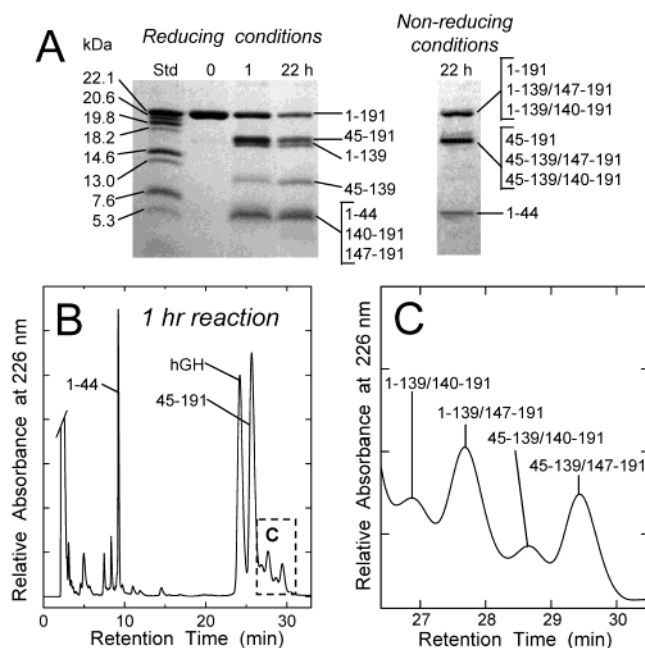 A
kDa
Reducing conditions
Std 0 1 22 h
22.1
20.6
19.8
18.2
14.6
13.0
7.6
5.3
1-191
45-191
1-139
45-139
1-44
140-191
147-191
Non-reducing
conditions
22 h
1-191
1-139/147-191
1-139/140-191
45-191
45-139/147-191
45-139/140-191
1-44
B
1 hr reaction
Relative Absorbance at 226 nm
1-44
hGH
45-191
C
0 10 20 30
Retention Time (min)
C
Relative Absorbance at 226 nm
1-139/140-191
1-139/147-191
45-139/140-191
45-139/147-191
27 28 29 30
Retention Time (min)